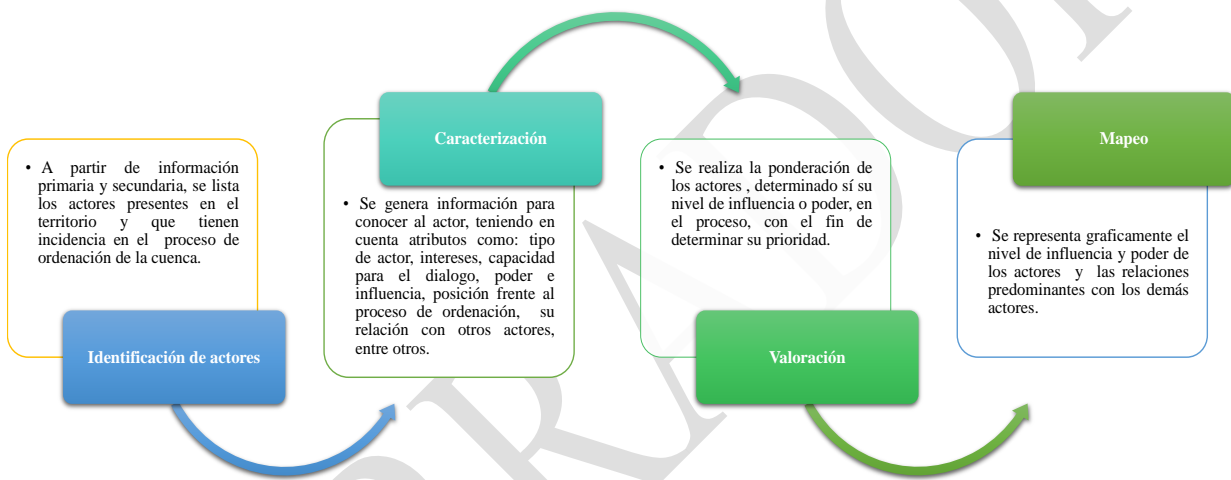 • A partir de información
primaria y secundaria, se lista
los actores presentes en el
territorio y que tienen
incidencia en el proceso de
ordenación de la cuenca.
Identificación de actores
Caracterización
• Se genera información para
conocer al actor, teniendo en
cuenta atributos como: tipo
de actor, intereses, capacidad
para el dialogo, poder e
influencia, posición frente al
proceso de ordenación, su
relación con otros actores,
entre otros.
• Se realiza la ponderación de
los actores , determinado sí su
nivel de influencia o poder, en
el proceso, con el fin de
determinar su prioridad.
Valoración
Mapeo
• Se representa graficamente el
nivel de influencia y poder de
los actores y las relaciones
predominantes con los demás
actores.